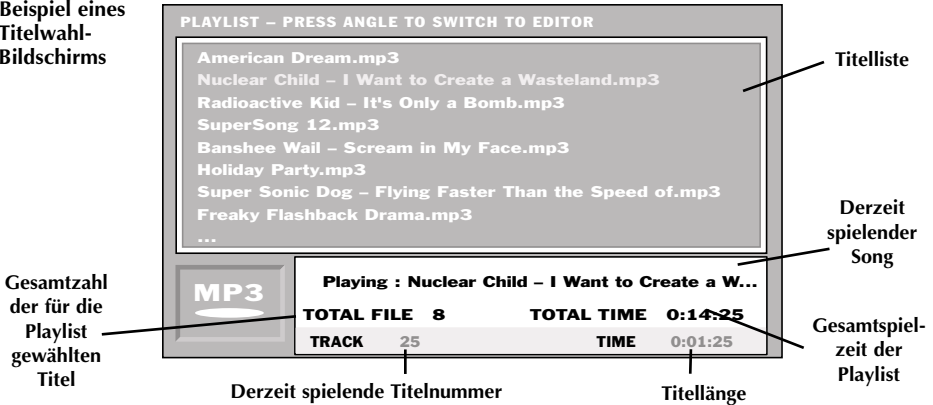 Beispiel eines
Titelwahl-
Bildschirms
PLAYLIST – PRESS ANGLE TO SWITCH TO EDITOR
American Dream.mp3
Nuclear Child – I Want to Create a Wasteland.mp3
Radioactive Kid – It's Only a Bomb.mp3
SuperSong 12.mp3
Banshee Wail – Scream in My Face.mp3
Holiday Party.mp3
Super Sonic Dog – Flying Faster Than the Speed of.mp3
Freaky Flashback Drama.mp3
...
Titelliste
Derzeit
spielender
Song
Gesamtzahl
der für die
Playlist
gewählten
Titel
MP3
Playing : Nuclear Child – I Want to Create a W...
TOTAL FILE 8 TOTAL TIME 0:14:25
TRACK 25 TIME 0:01:25
Gesamtspiel-
zeit der
Playlist
Derzeit spielende Titelnummer
Titellänge